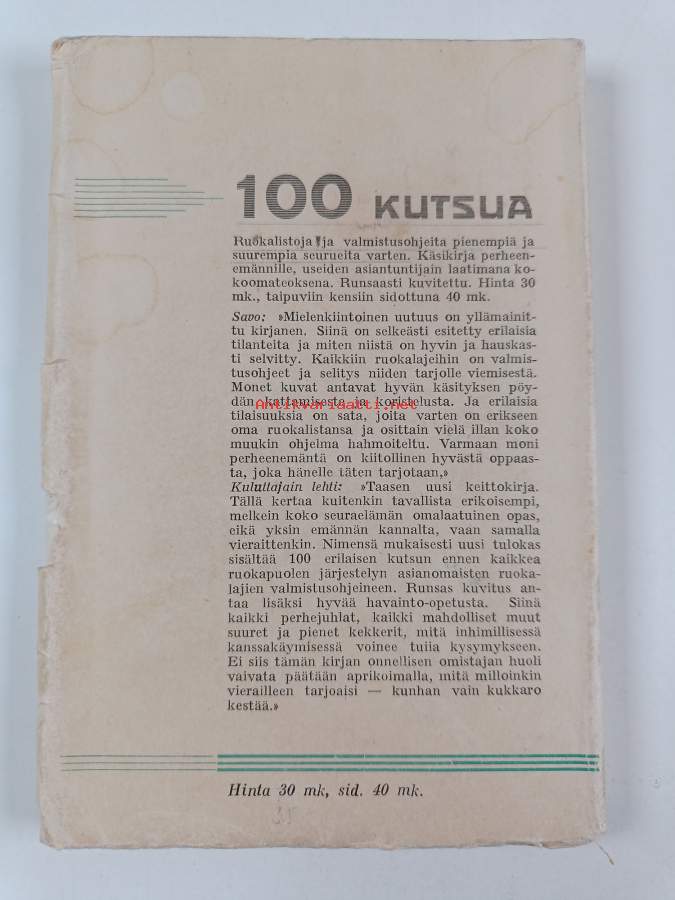 100 KUTSUA
Ruokalistoja ja valmistusohjeita pienempiä ja
suurempia seurueita varten. Käsikirja perheen-
emännille, useiden asiantuntijain laatimana ko-
koomateoksena. Runsaasti kuvitettu. Hinta 30
mk., taipuviin kensiin sidottuna 40 mk.
Savo: »Mielenkiintoinen uutuus on yllämainit-
tu kirjanen. Siinä on selkeästi esitetty erilaisia
tilanteita ja miten niistä on hyvin ja hauskas-
ti selvitty. Kaikkiin ruokalajeihin on valmis-
tusohjeet ja selitys niiden tarjolle viemisestä.
Monet kuvat antavat hyvän käsityksen pöy-
dän kattamisesta ja koristelusta. Ja erilaisia
Antikvariaatti.net
tilaisuuksia on sata, joita varten on erikseen
oma ruokalistansa ja osittain vielä illan koko
muukin ohjelma hahmoiteltu. Varmaan moni
perheenemäntä on kiitollinen hyvästä oppaas-
ta, joka hänelle täten tarjotaan,»
Kuluttajain lehti: »Taasen uusi keittokirja.
Tällä kertaa kuitenkin tavallista erikoisempi,
melkein koko seuraelämän omalaatuinen opas,
eikä yksin emännän kannalta, vaan samalla
vieraittenkin. Nimensä mukaisesti uusi tulokas
sisältää 100 erilaisen kutsun ennen kaikkea
ruokapuolen järjestelyn asianomaisten ruoka-
lajien valmistusohjeineen. Runsas kuvitus an-
taa lisäksi hyvää havainto-opetusta. Siinä
kaikki perhejuhlat, kaikki mahdolliset muut
suuret ja pienet kekkerit, mitä inhimillisessä
kanssakäymisessä voinee tulla kysymykseen.
Ei siis tämän kirjan onnellisen omistajan huoli
vaivata päätään aprikoimalla, mitä milloinkin
vierailleen tarjoaisi — kunhan vain kukkaro
kestää.»
Hinta 30 mk, sid. 40 mk.